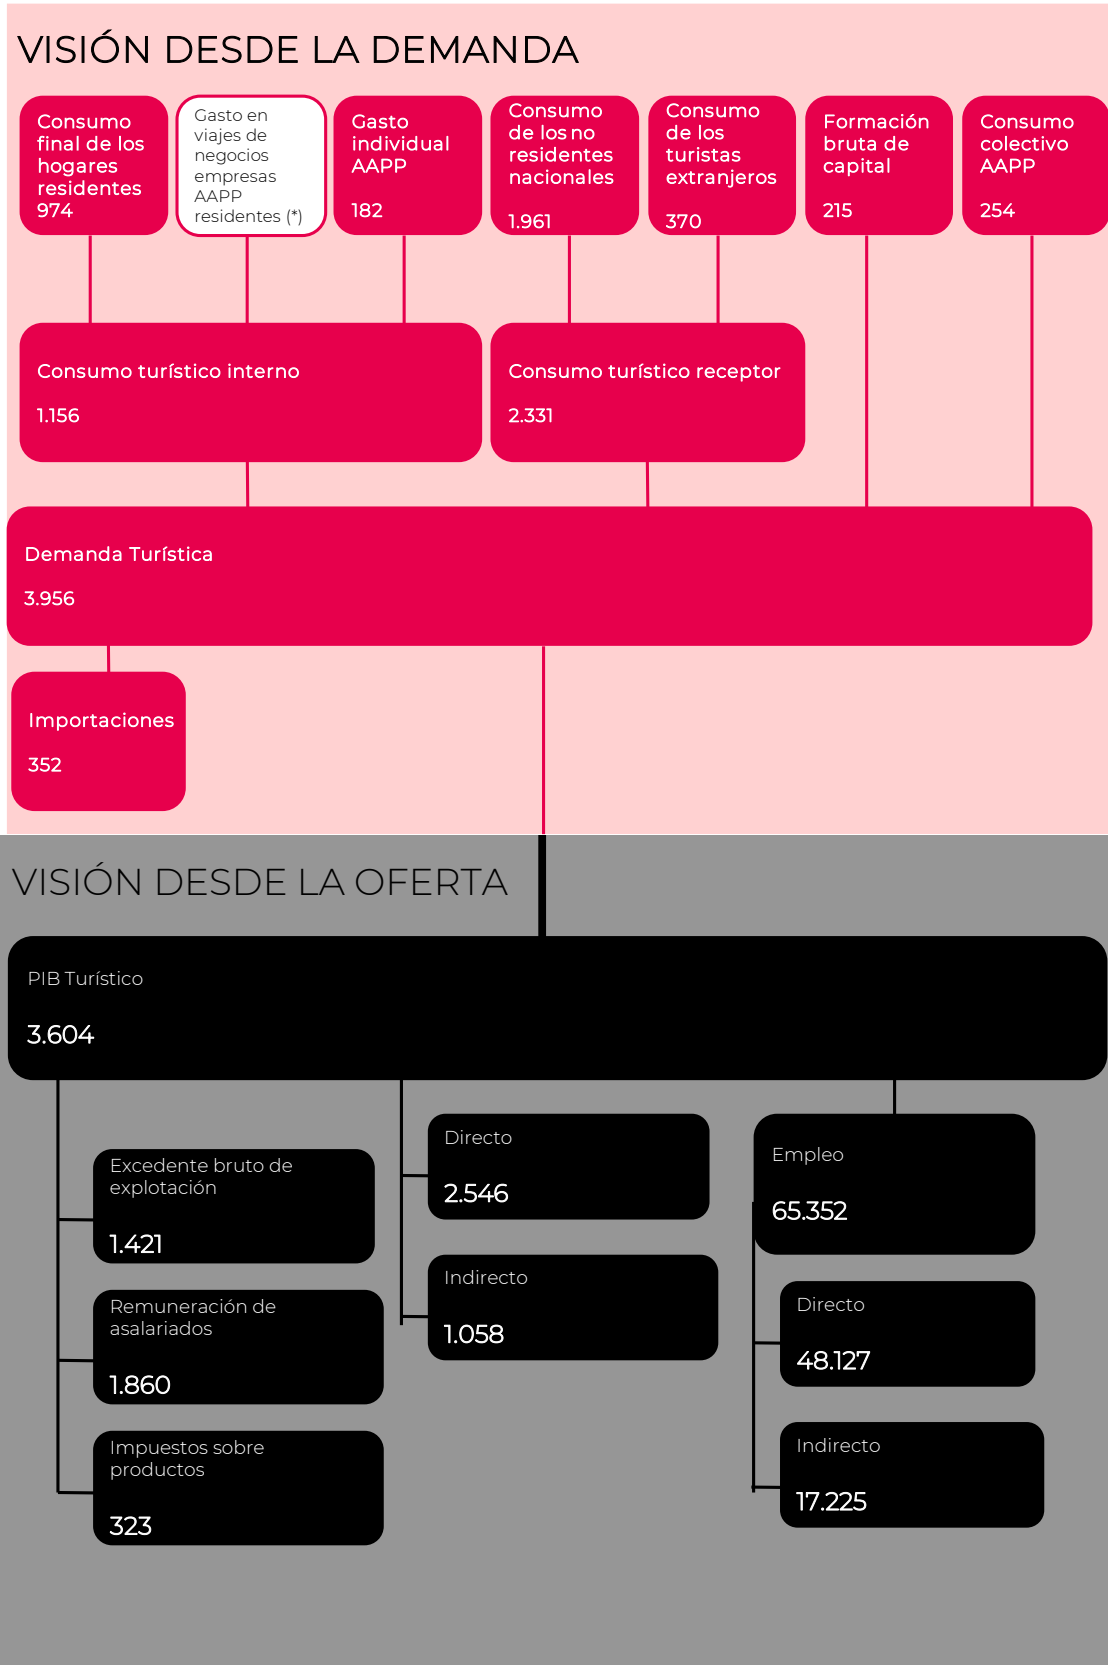 VISIÓN DESDE LA DEMANDA
Consumo
final de los
hogares
residentes
974
Gasto en
viajes de
negocios
empresas
AAPP
residentes (*)
Gasto
individual
AAPP
182
Consumo
de los no
residentes
nacionales
1.961
Consumo
de los
turistas
extranjeros
370
Formación
bruta de
capital
215
Consumo
colectivo
AAPP
254
Consumo turístico interno
1.156
Consumo turístico receptor
2.331
Demanda Turística
3.956
Importaciones
352
VISIÓN DESDE LA OFERTA
PIB Turístico
3.604
Excedente bruto de
explotación
1.421
Remuneración de
asalariados
1.860
Impuestos sobre
productos
323
Directo
2.546
Indirecto
1.058
Empleo
65.352
Directo
48.127
Indirecto
17.225